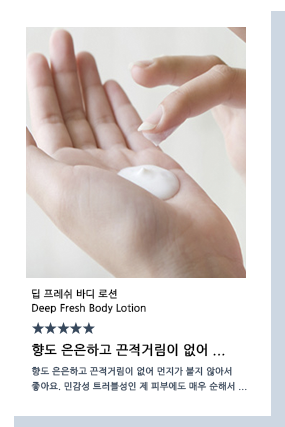 딥 프레쉬 바디 로션
Deep Fresh Body Lotion
★★★★★
향도 은은하고 끈적거림이 없어 ...
향도 은은하고 끈적거림이 없어 먼지가 붙지 않아서
좋아요. 민감성 트러블성인 제 피부에도 매우 순해서 ...